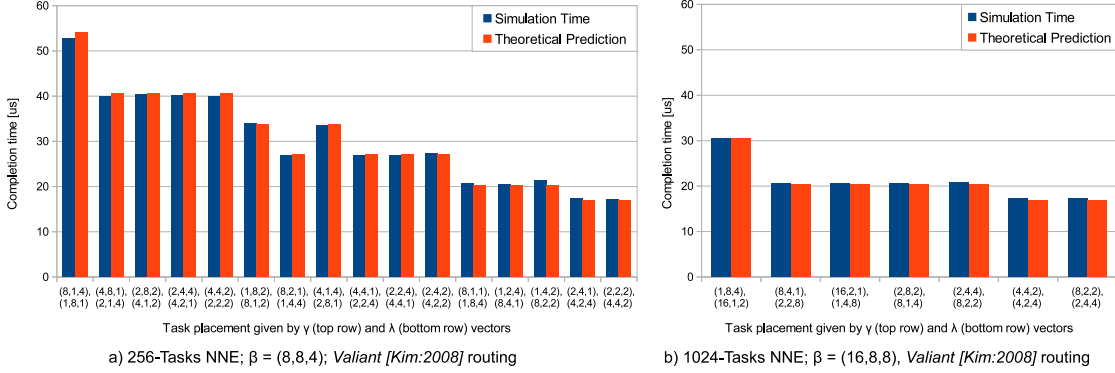 60
50
40
30
20
10
0
Completion time [us]
Simulation Time
Theoretical Prediction
(8,1,4), (4,8,1), (2,8,2), (2,4,4), (4,4,2), (1,8,2), (8,2,1), (4,1,4), (4,4,1), (2,2,4), (2,4,2), (8,1,1), (1,2,4), (1,4,2), (2,4,1), (2,2,2),
(1,8,1) (2,1,4) (4,1,2) (4,2,1) (2,2,2) (8,1,2) (1,4,4) (2,8,1) (2,2,4) (4,4,1) (4,2,2) (1,8,4) (8,4,1) (8,2,2) (4,2,4) (4,4,2)
Task placement given by γ (top row) and λ (bottom row) vectors
a) 256-Tasks NNE; β = (8,8,4); Valiant [Kim:2008] routing
60
50
40
30
20
10
0
Completion time [us]
Simulation Time
Theoretical Prediction
(1,8,4), (8,4,1), (16,2,1), (2,8,2), (2,4,4), (4,4,2), (8,2,2),
(16,1,2) (2,2,8) (1,4,8) (8,1,4) (8,2,2) (4,2,4) (2,4,4)
Task placement given by γ (top row) and λ (bottom row) vectors
b) 1024-Tasks NNE; β = (16,8,8), Valiant [Kim:2008] routing